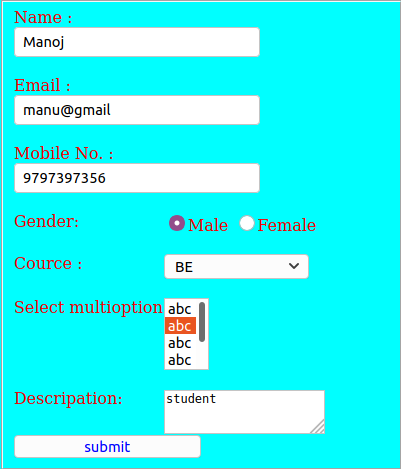 Name :
Manoj
Email :
manu@gmail
Mobile No. :
9797397356
Gender: Male Female
Cource : BE
Select multioption abc
abc
abc
abc
Descripation: student
submit